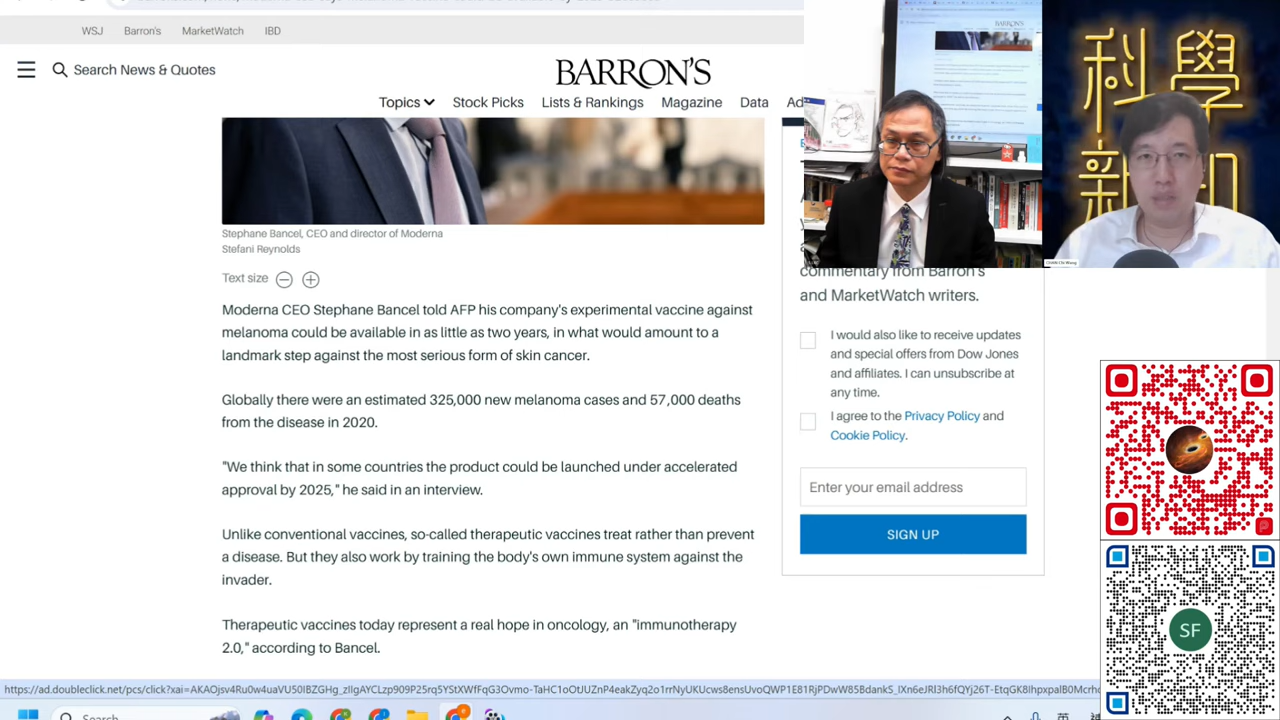 WSJ
Barron's
MarketWatch
IBD
Search News & Quotes
BARRON'S
Topics
Stock Picks
Lists & Rankings
Magazine
Data
Stephane Bancel, CEO and director of Moderna
Stefani Reynolds
Text size
Moderna CEO Stephane Bancel told AFP his company's experimental vaccine against
melanoma could be available in as little as two years, in what would amount to a
landmark step against the most serious form of skin cancer.
Globally there were an estimated 325,000 new melanoma cases and 57,000 deaths
from the disease in 2020.
"We think that in some countries the product could be launched under accelerated
approval by 2025," he said in an interview.
Unlike conventional vaccines, so-called therapeutic vaccines treat rather than prevent
a disease. But they also work by priming the body's own immune system against the
invader.
Therapeutic vaccines today represent a real hope in oncology, an "immunotherapy
2.0," according to Bancel.
commentary from Barron's
and MarketWatch writers.
I would also like to receive updates
and special offers from Dow Jones
and affiliates. I can unsubscribe at
any time.
I agree to the Privacy Policy and
Cookie Policy.
Enter your email address
SIGN UP
BARRON'S
科學
新
SF
Search
英